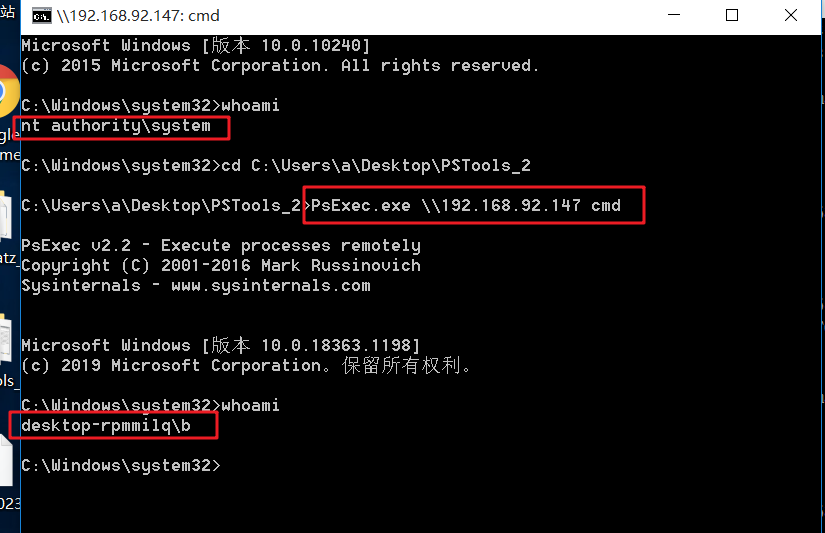 站
\\192.168.92.147: cmd
Microsoft Windows [版本 10.0.10240]
(c) 2015 Microsoft Corporation. All rights reserved.
C:\Windows\system32>whoami
nt authority\system
C:\Windows\system32>cd C:\Users\a\Desktop\PSTools_2
C:\Users\a\Desktop\PSTools_2>PsExec.exe \\192.168.92.147 cmd
PsExec v2.2 - Execute processes remotely
Copyright (C) 2001-2016 Mark Russinovich
Sysinternals - www.sysinternals.com
Microsoft Windows [版本 10.0.18363.1198]
(c) 2019 Microsoft Corporation。保留所有权利。
C:\Windows\system32>whoami
desktop-rpmmilq\b
C:\Windows\system32>